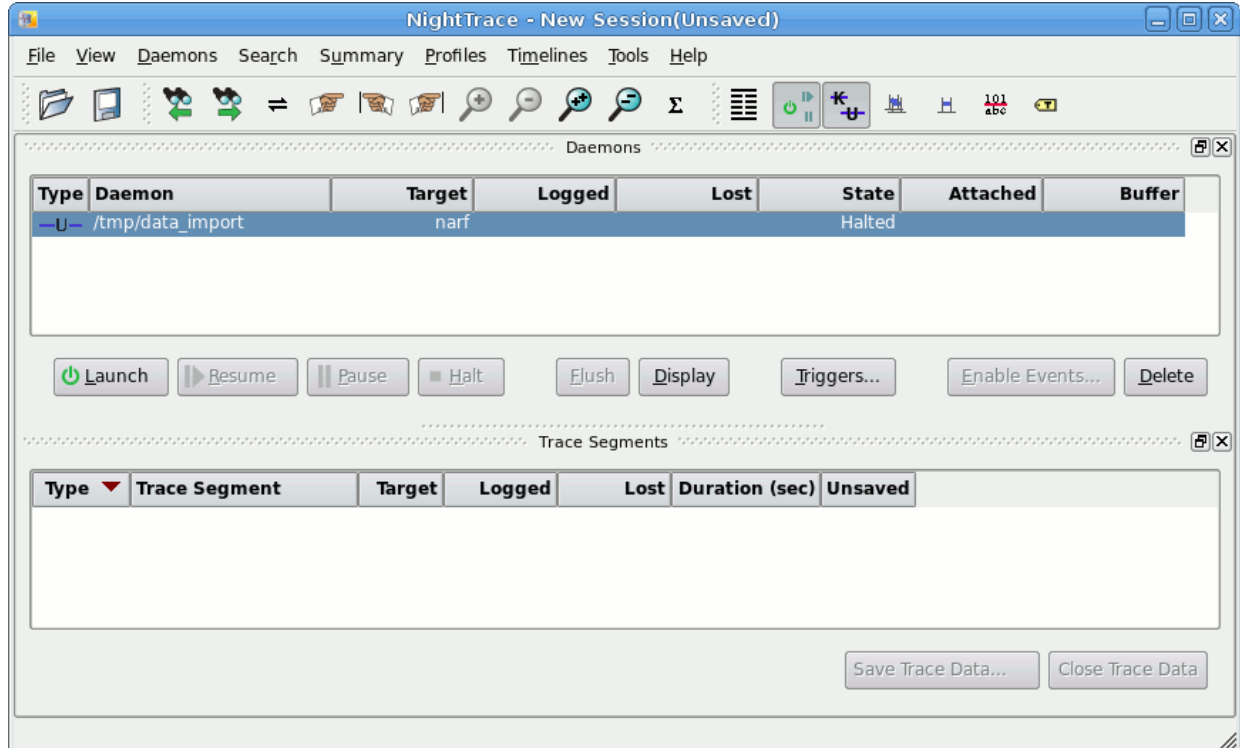 NightTrace - New Session(Unsaved)
File View Daemons Search Summary Profiles Timelines Tools Help
K U 101 abc T
Daemons
Type Daemon Target Logged Lost State Attached Buffer
U /tmp/data_import narf Halted
Launch Resume Pause Halt Flush Display Triggers... Enable Events... Delete
Trace Segments
Type Trace Segment Target Logged Lost Duration (sec) Unsaved
Save Trace Data... Close Trace Data